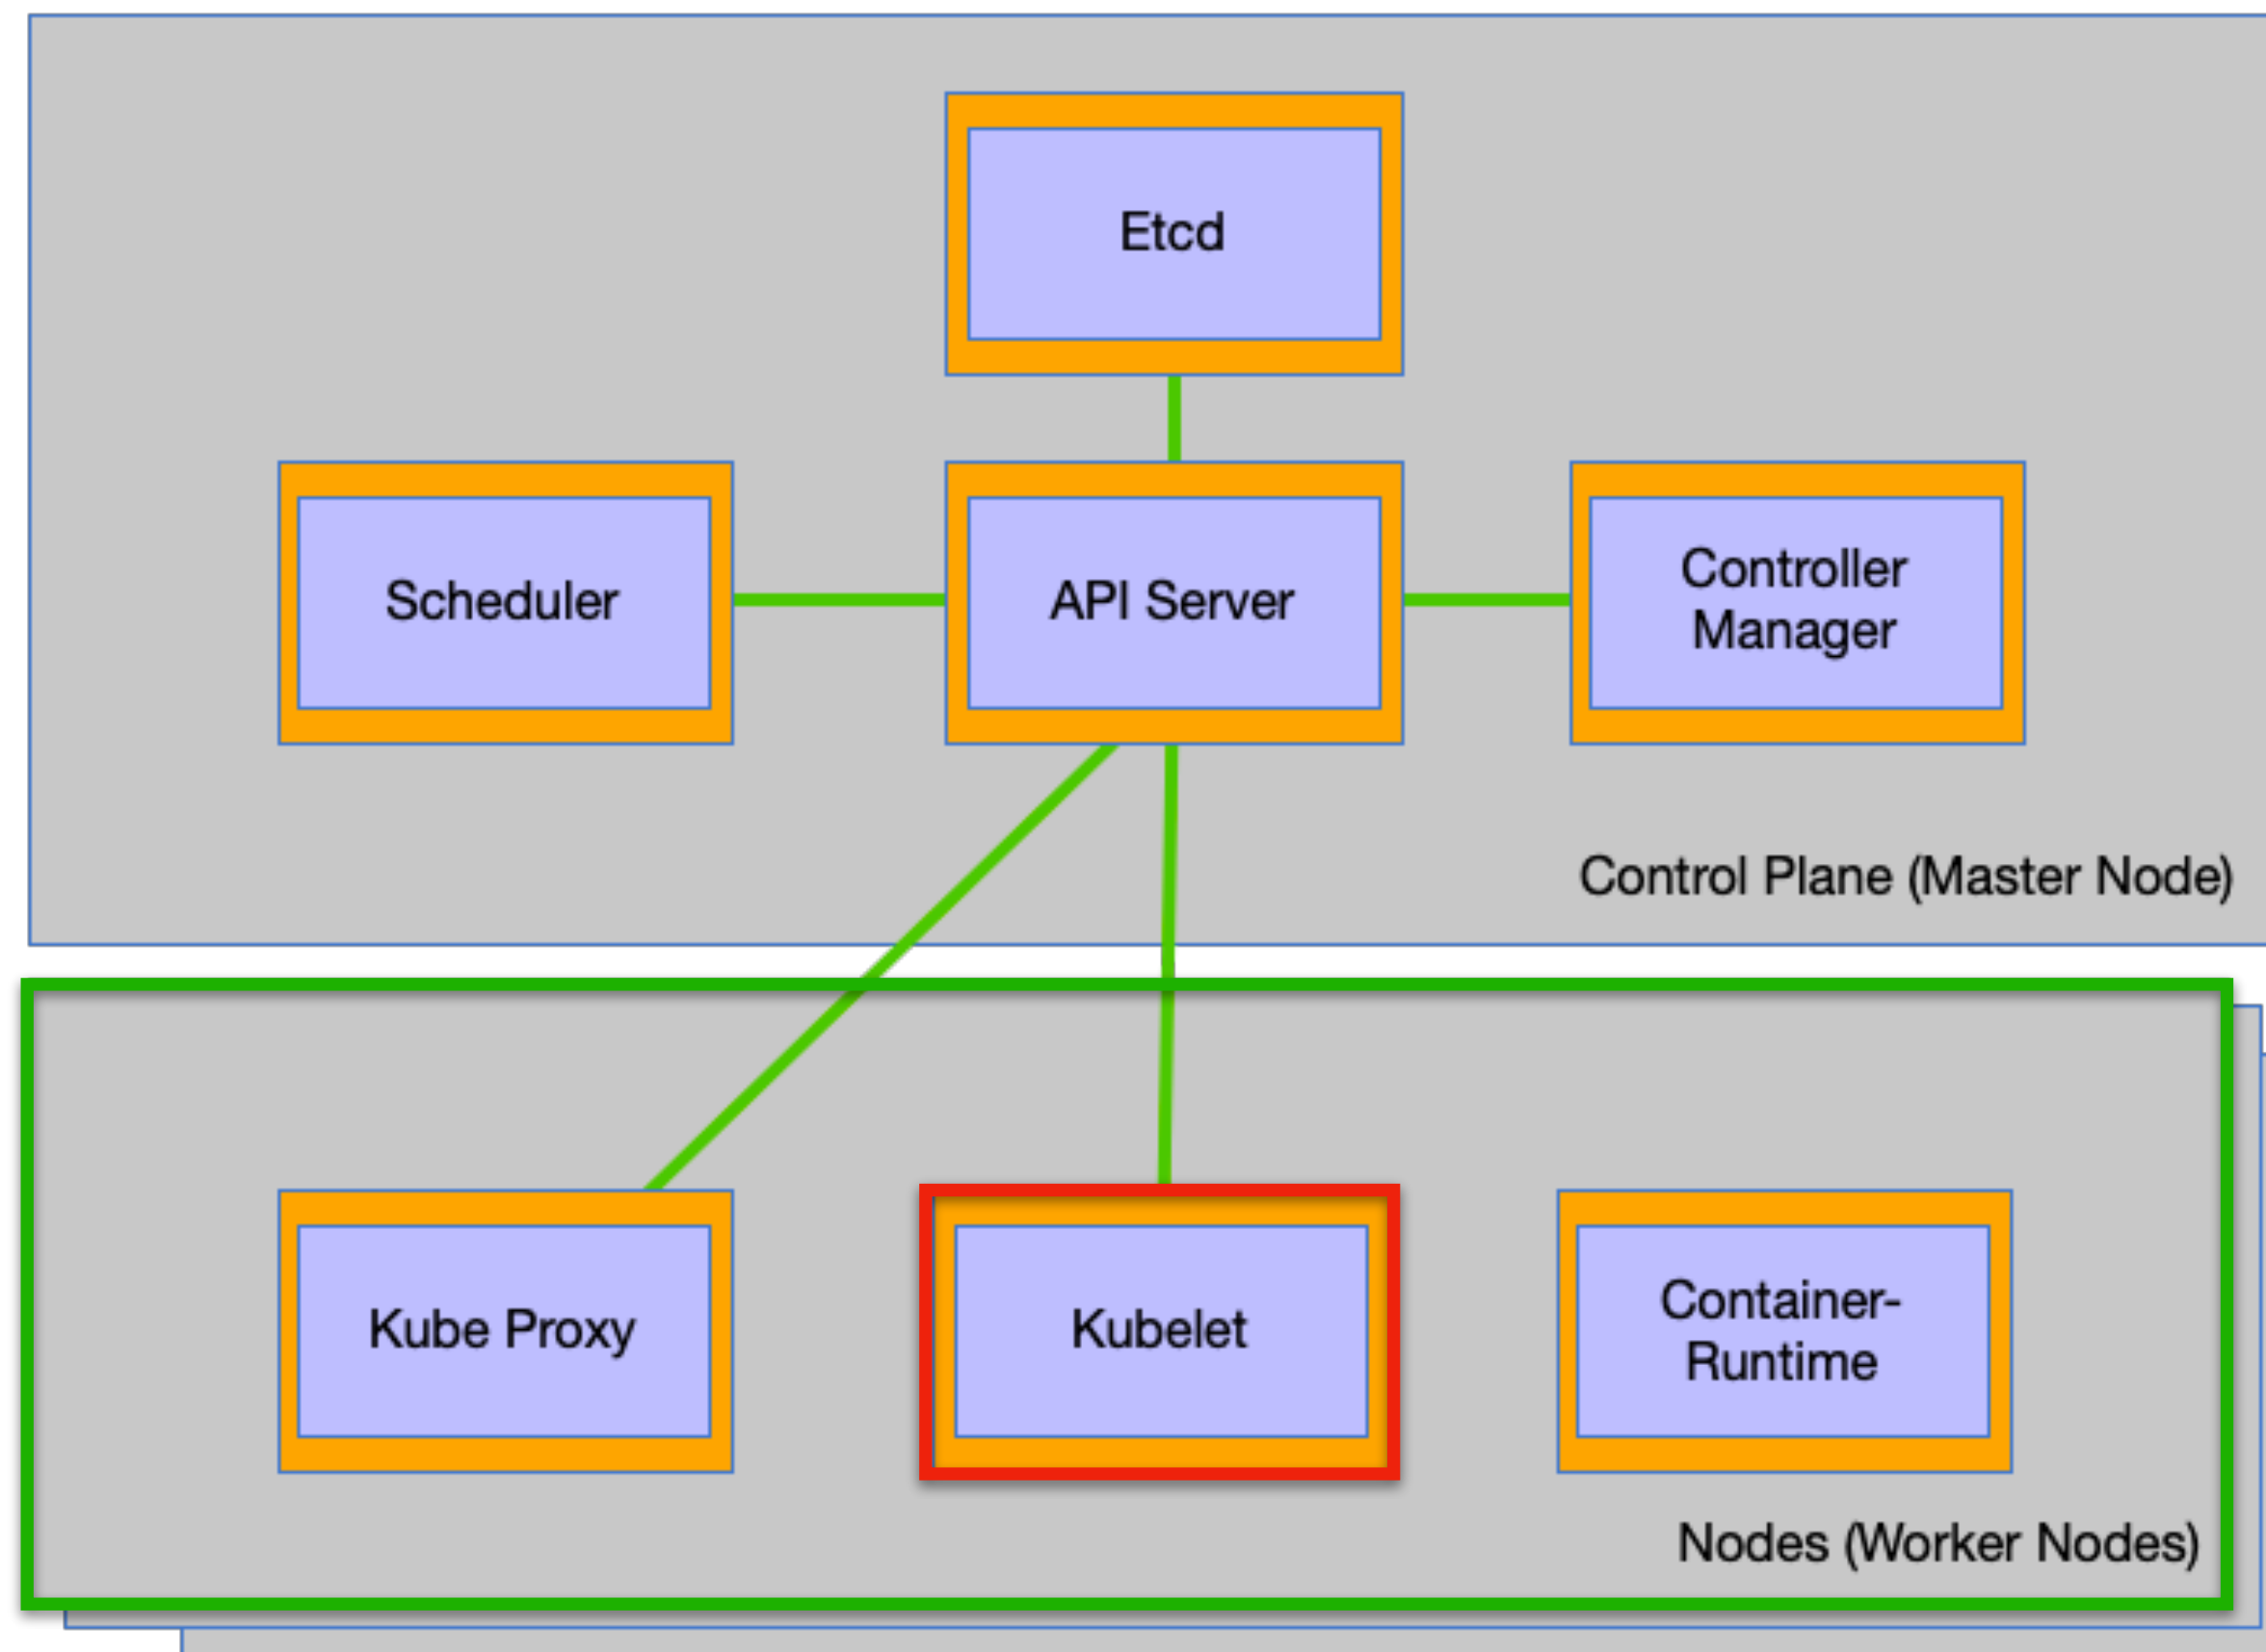 Etcd
Scheduler
API Server
Controller
Manager
Control Plane (Master Node)
Kube Proxy
Kubelet
Container-
Runtime
Nodes (Worker Nodes)